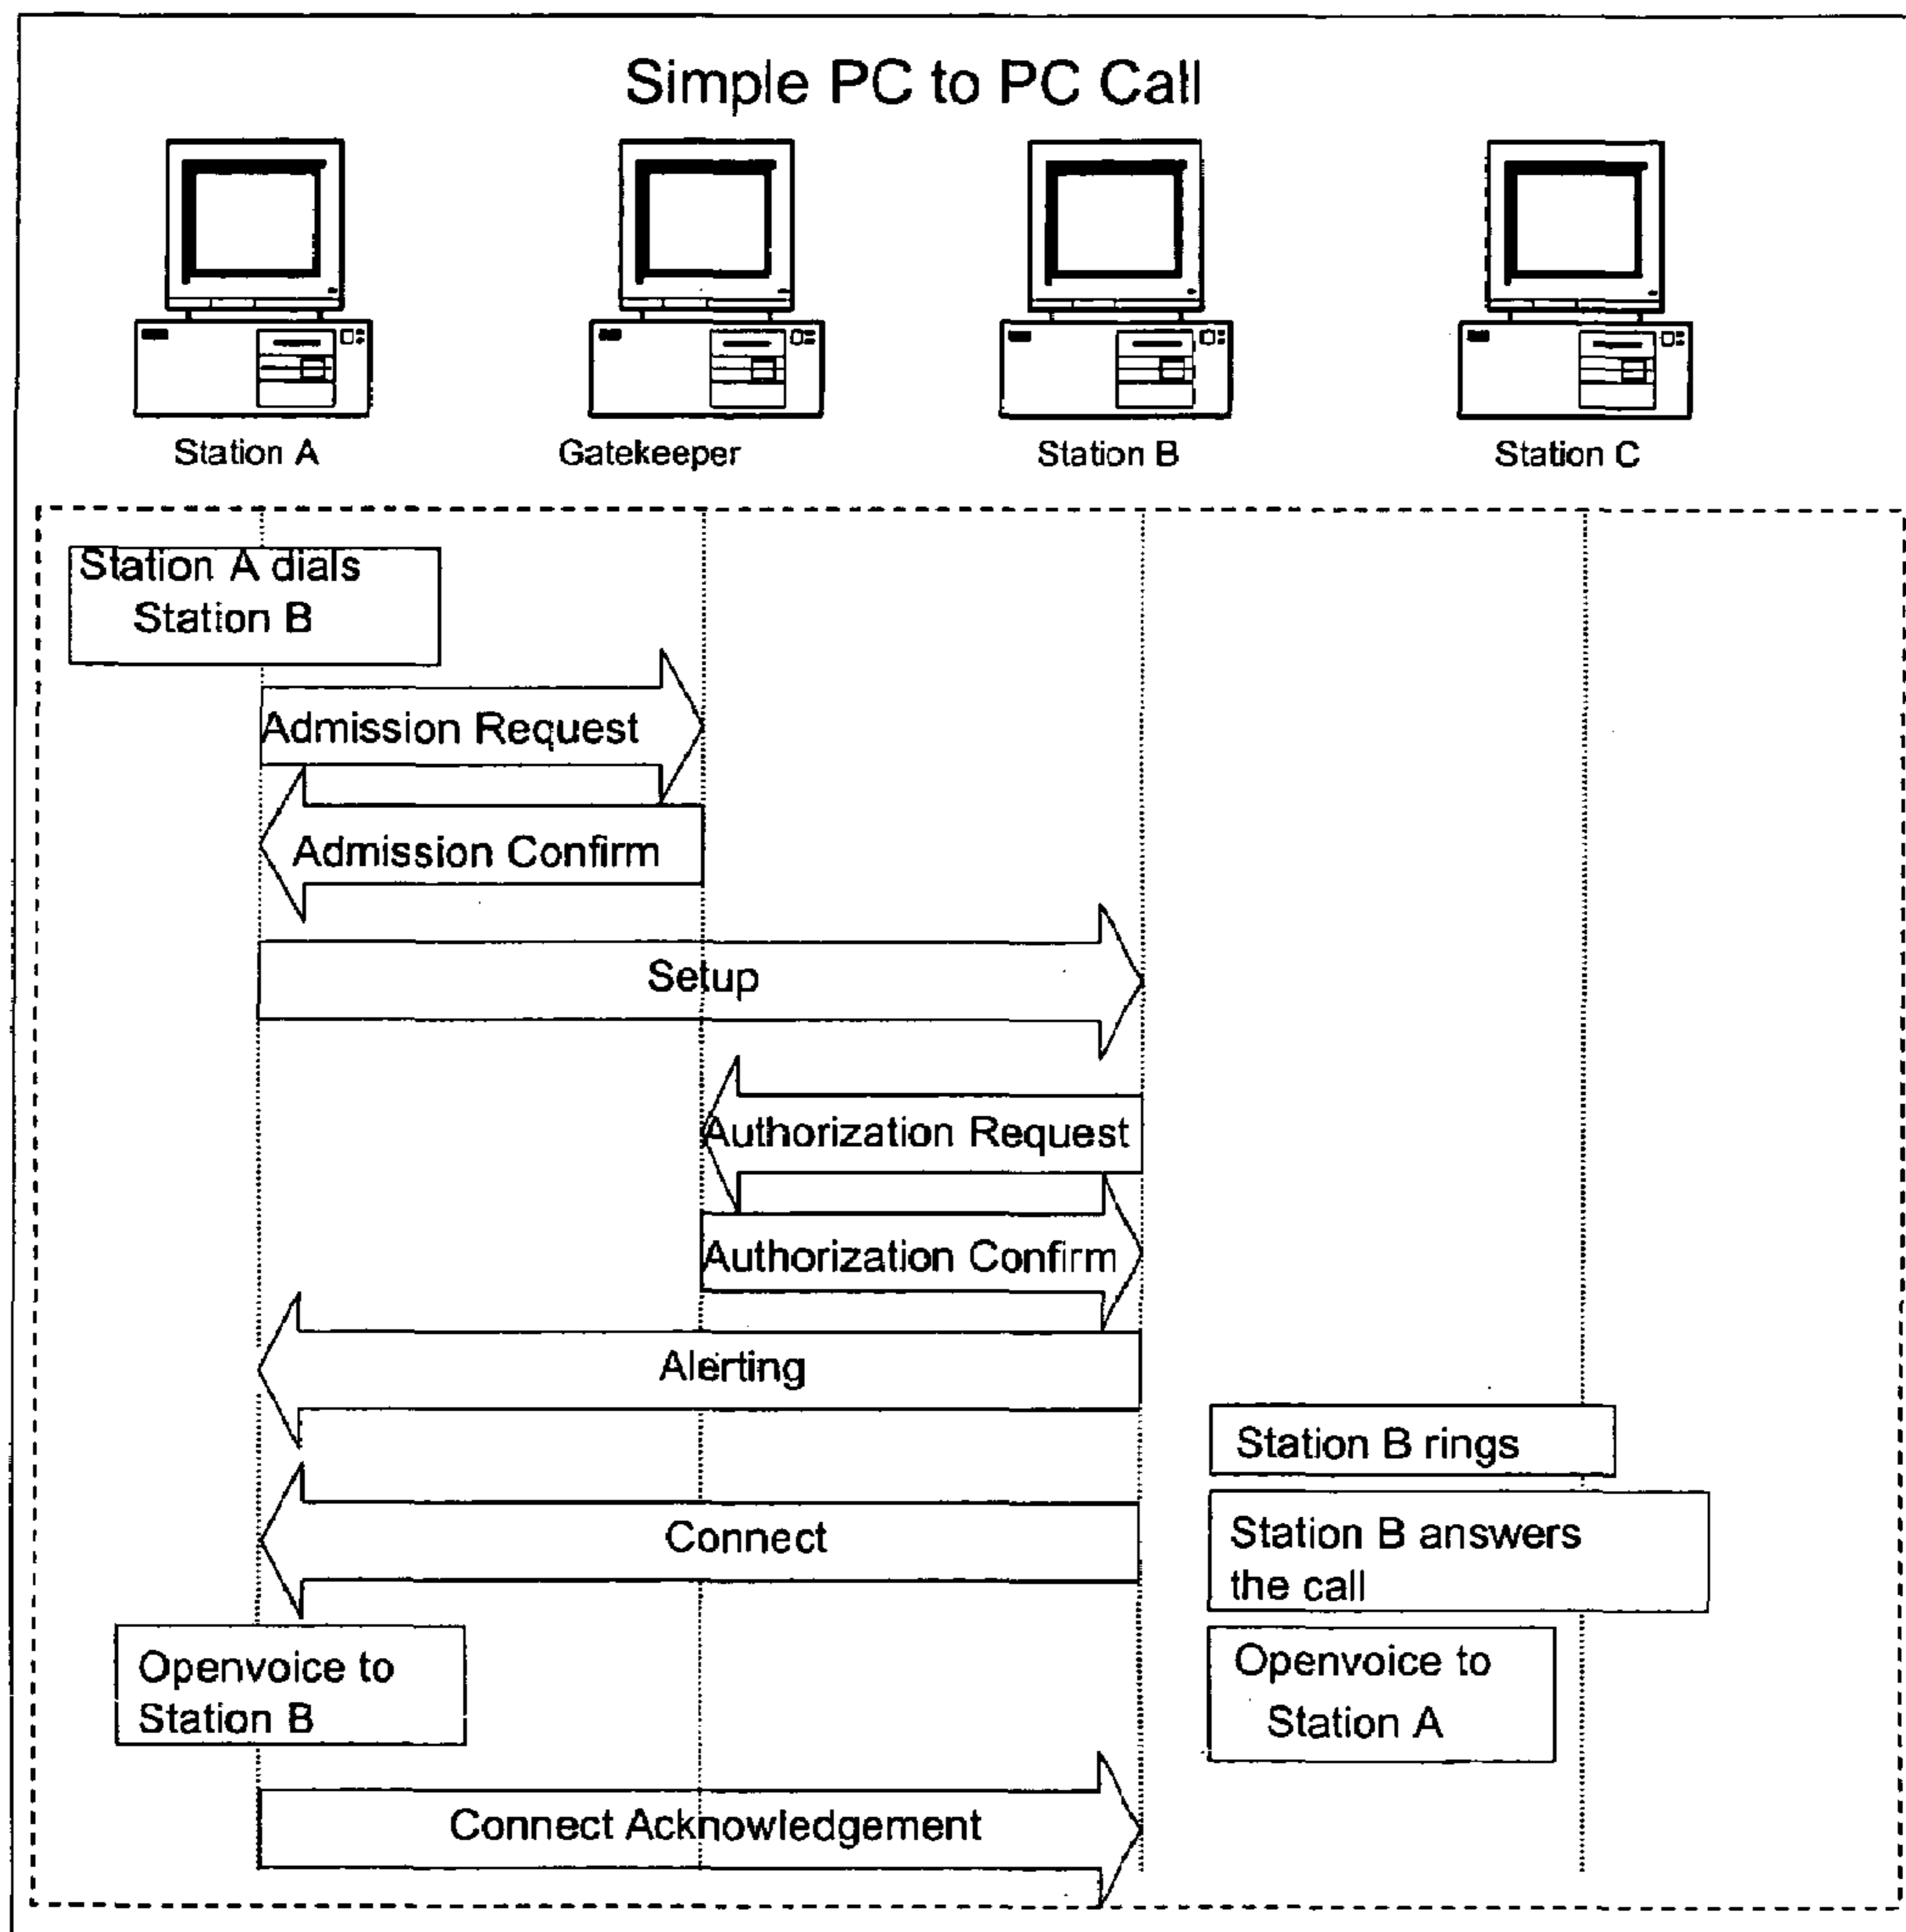 Simple PC to PC Call
Station A
Gatekeeper
Station B
Station C
Station A dials
Station B
Admission Request
Admission Confirm
Setup
Authorization Request
Authorization Confirm
Alerting
Station B rings
Connect
Station B answers
the call
Openvoice to
Station B
Openvoice to
Station A
Connect Acknowledgement